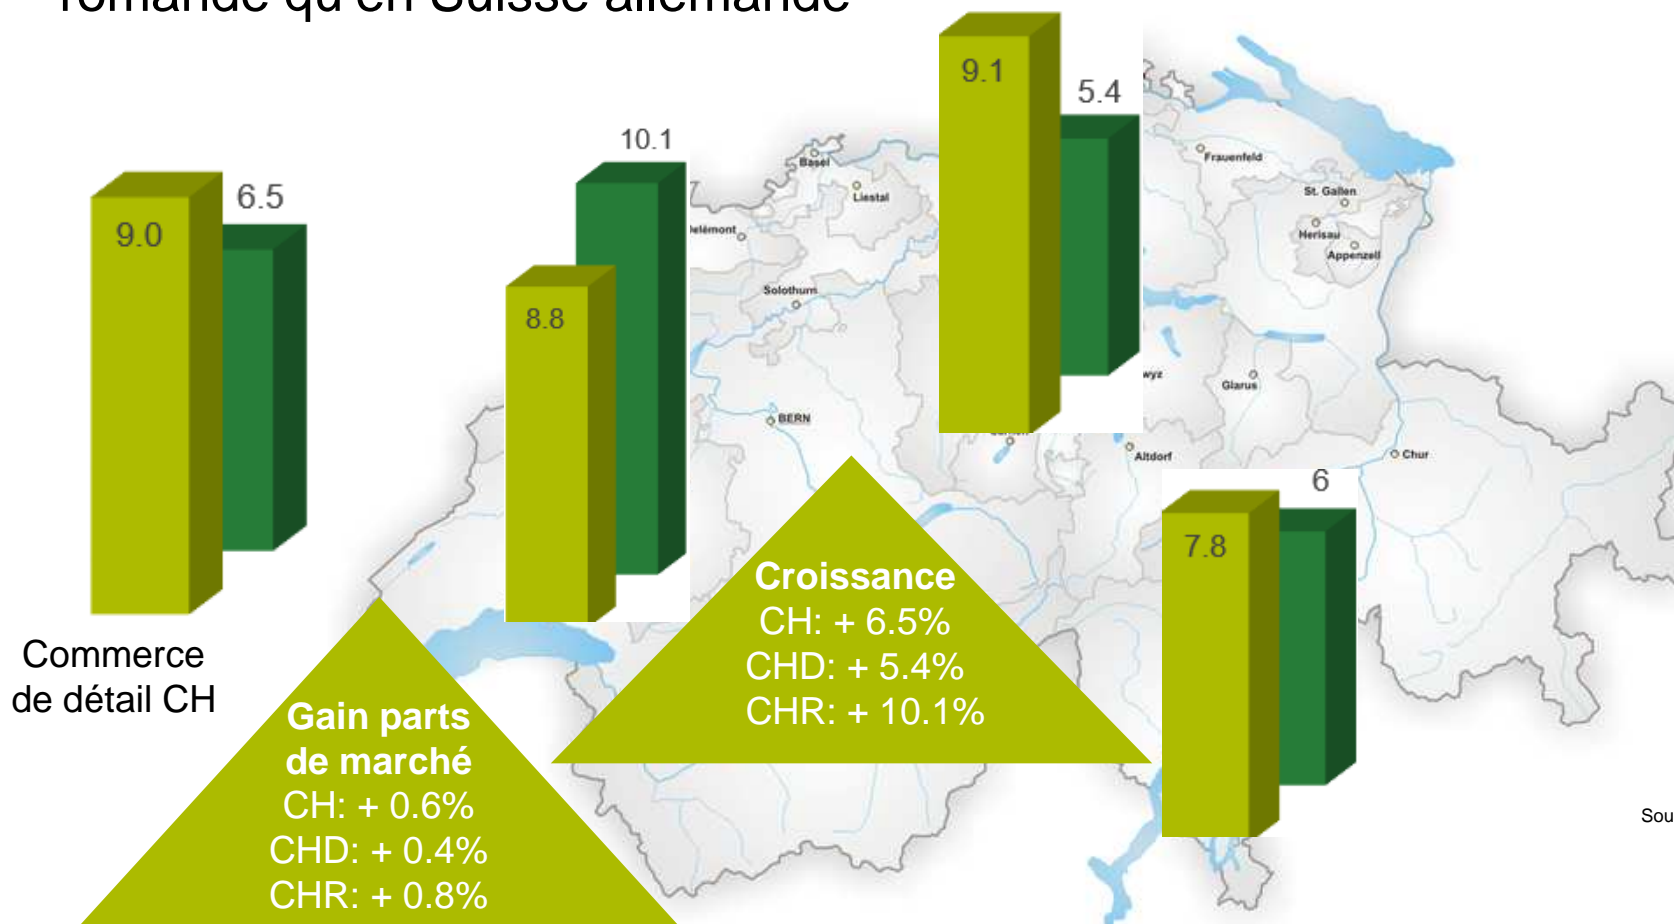 romande qu'en Suisse allemande
9.1
5.4
10.1
9.0
6.5
8.8
Basel
Liestal
Delémont
Solothurn
BERN
Frauenfeld
St. Gallen
Herisau
Appenzell
Glarus
Altdorf
Chur
6
7.8
Croissance
CH: + 6.5%
CHD: + 5.4%
CHR: + 10.1%
Commerce
de détail CH
Gain parts
de marché
CH: + 0.6%
CHD: + 0.4%
CHR: + 0.8%